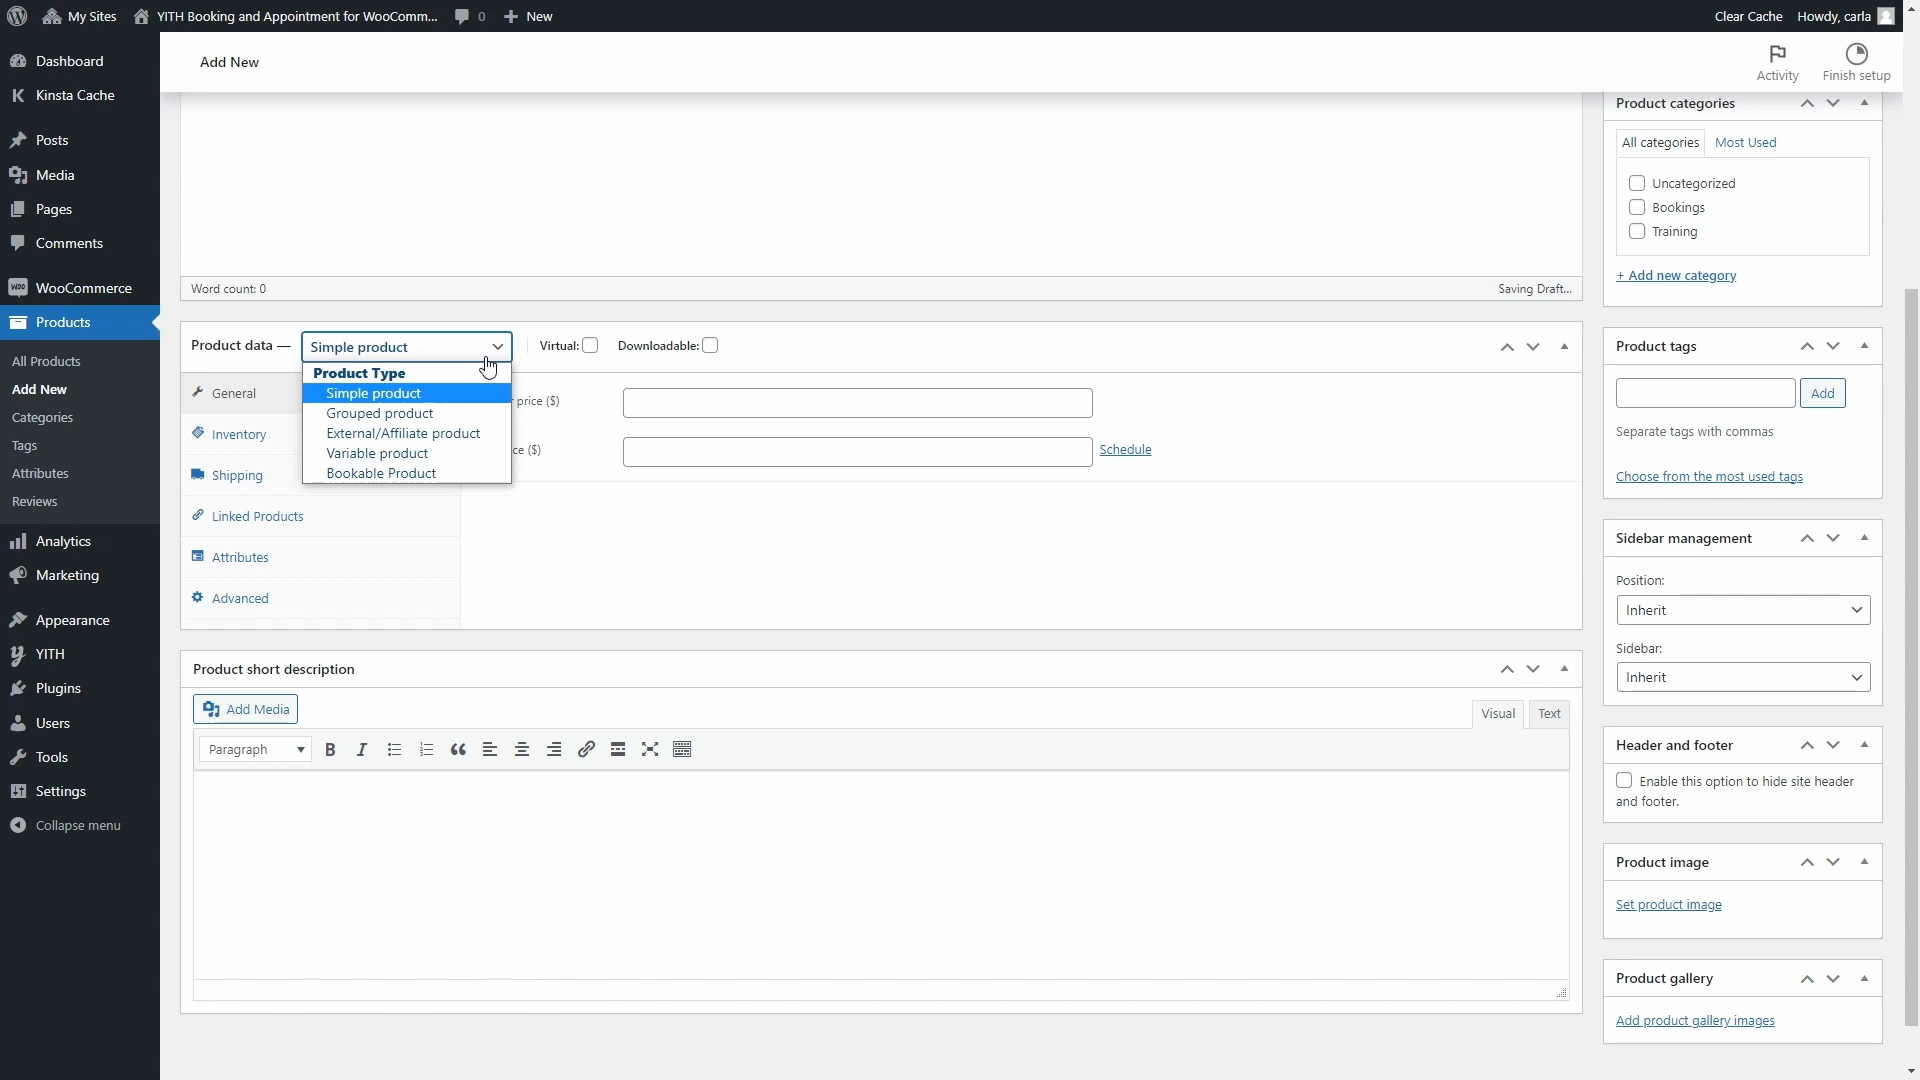 My Sites
YITH Booking and Appointment for WooComm...
0
New
Clear Cache
Howdy, carla
Dashboard
Kinsta Cache
Posts
Media
Pages
Comments
WooCommerce
Products
All Products
Add New
Categories
Tags
Attributes
Reviews
Analytics
Marketing
Appearance
YITH
Plugins
Users
Tools
Settings
Collapse menu
Add New
Activity
Finish setup
Word count: 0
Saving Draft...
Product data —
Simple product
Virtual:
Downloadable:
Product Type
Simple product
Grouped product
External/Affiliate product
Variable product
Bookable Product
General
Inventory
Shipping
Linked Products
Attributes
Advanced
price ($)
ce ($)
Schedule
Product short description
Add Media
Visual
Text
Paragraph
B
I
Product categories
All categories
Most Used
Uncategorized
Bookings
Training
+ Add new category
Product tags
Add
Separate tags with commas
Choose from the most used tags
Sidebar management
Position:
Inherit
Sidebar:
Inherit
Header and footer
Enable this option to hide site header
and footer.
Product image
Set product image
Product gallery
Add product gallery images